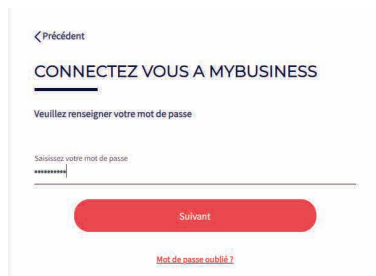 Précédent
CONNECTEZ VOUS A MYBUSINESS
Veuillez renseigner votre mot de passe
Saisissez votre mot de passe
••••••••••
Suivant
Mot de passe oublié ?